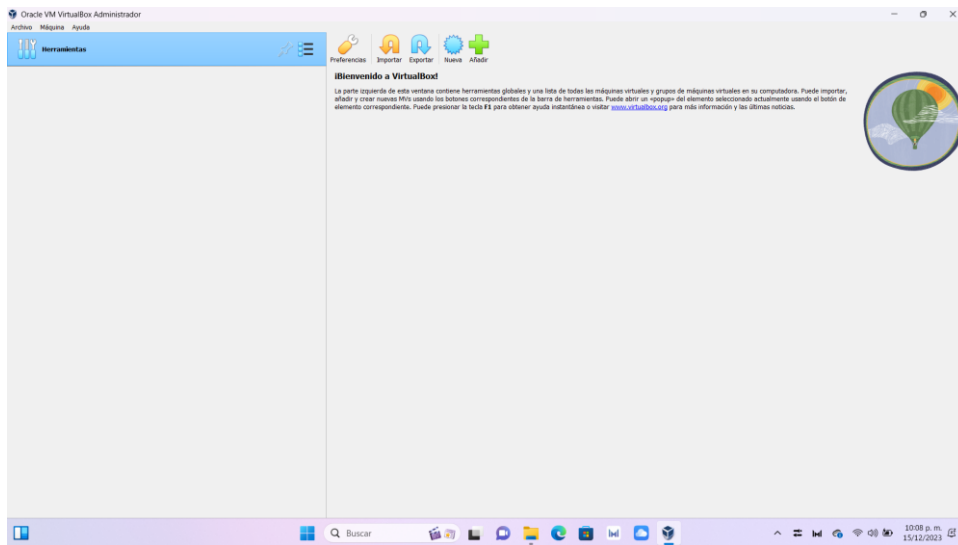 Oracle VM VirtualBox Administrador
Archivo Máquina Ayuda
Herramientas
Preferencias Importar Exportar Nueva Añadir
¡Bienvenido a VirtualBox!
La parte izquierda de esta ventana contiene herramientas globales y una lista de todas las máquinas virtuales y grupos de máquinas virtuales en su computadora. Puede importar,
añadir y crear nuevas MVs usando los botones correspondientes de la barra de herramientas. Puede abrir un «popup» del elemento seleccionado actualmente usando el botón de
elemento correspondiente. Puede presionar la tecla F1 para obtener ayuda instantánea o visitar www.virtualbox.org para más información y las últimas noticias.
Buscar
10:08 p. m.
15/12/2023